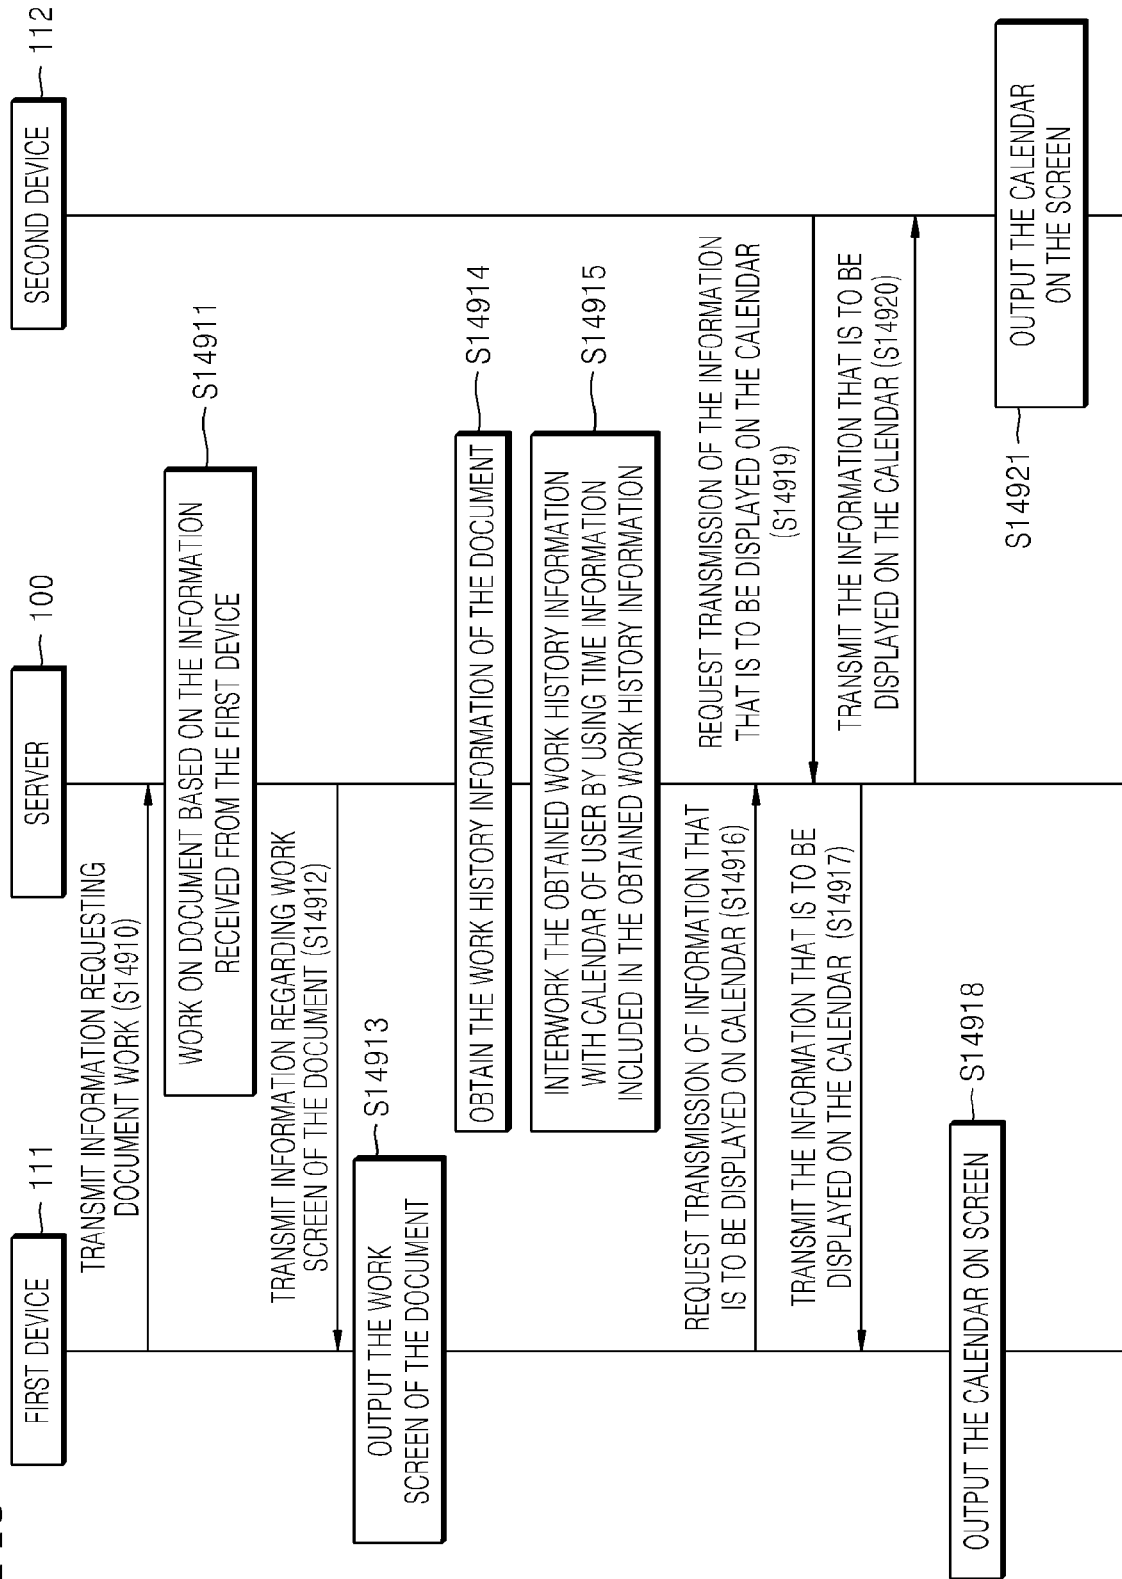 FIRST DEVICE
111
SERVER
100
SECOND DEVICE
112
TRANSMIT INFORMATION REQUESTING
DOCUMENT WORK (S14910)
WORK ON DOCUMENT BASED ON THE INFORMATION
RECEIVED FROM THE FIRST DEVICE
S14911
TRANSMIT INFORMATION REGARDING WORK
SCREEN OF THE DOCUMENT (S14912)
OUTPUT THE WORK
SCREEN OF THE DOCUMENT
S14913
OBTAIN THE WORK HISTORY INFORMATION OF THE DOCUMENT
S14914
INTERWORK THE OBTAINED WORK HISTORY INFORMATION
WITH CALENDAR OF USER BY USING TIME INFORMATION
INCLUDED IN THE OBTAINED WORK HISTORY INFORMATION
S14915
REQUEST TRANSMISSION OF INFORMATION THAT
IS TO BE DISPLAYED ON CALENDAR (S14916)
TRANSMIT THE INFORMATION THAT IS TO BE
DISPLAYED ON THE CALENDAR (S14917)
OUTPUT THE CALENDAR ON SCREEN
S14918
REQUEST TRANSMISSION OF THE INFORMATION
THAT IS TO BE DISPLAYED ON THE CALENDAR
(S14919)
TRANSMIT THE INFORMATION THAT IS TO BE
DISPLAYED ON THE CALENDAR (S14920)
OUTPUT THE CALENDAR
ON THE SCREEN
S14921